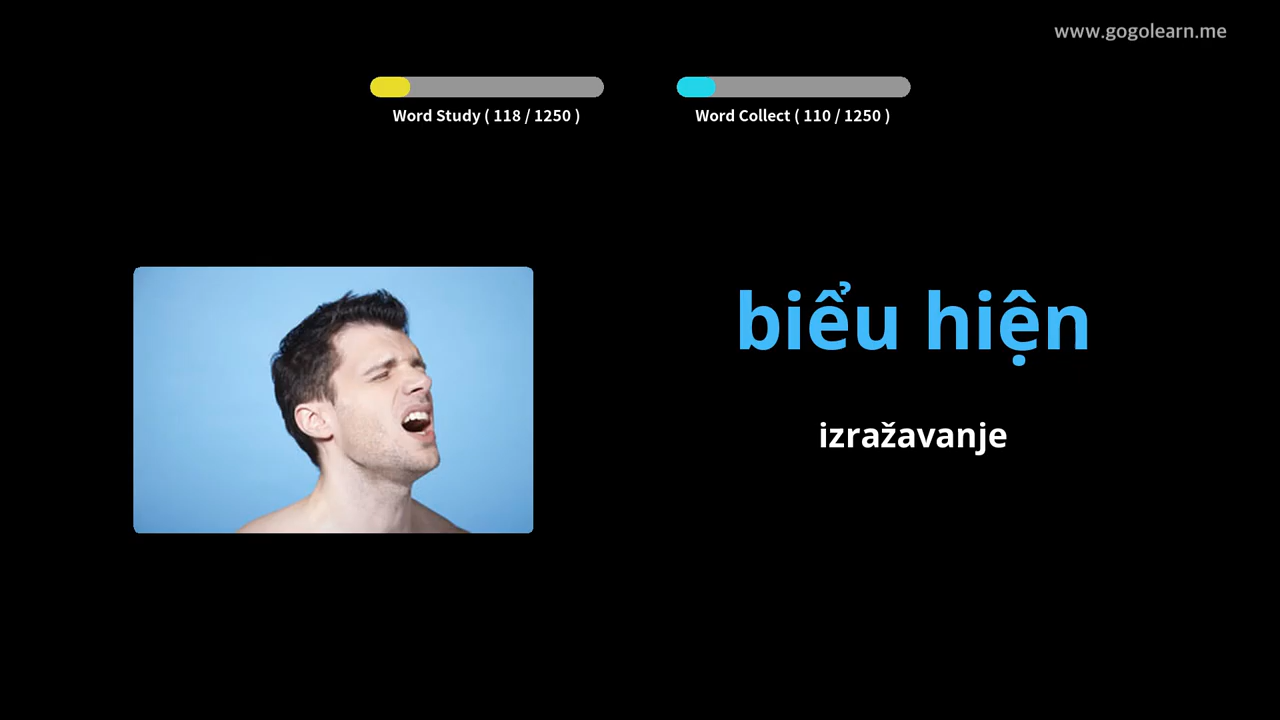 www.gogolearn.me
Word Study ( 118 / 1250 )
Word Collect ( 110 / 1250 )
biểu hiện
izražavanje